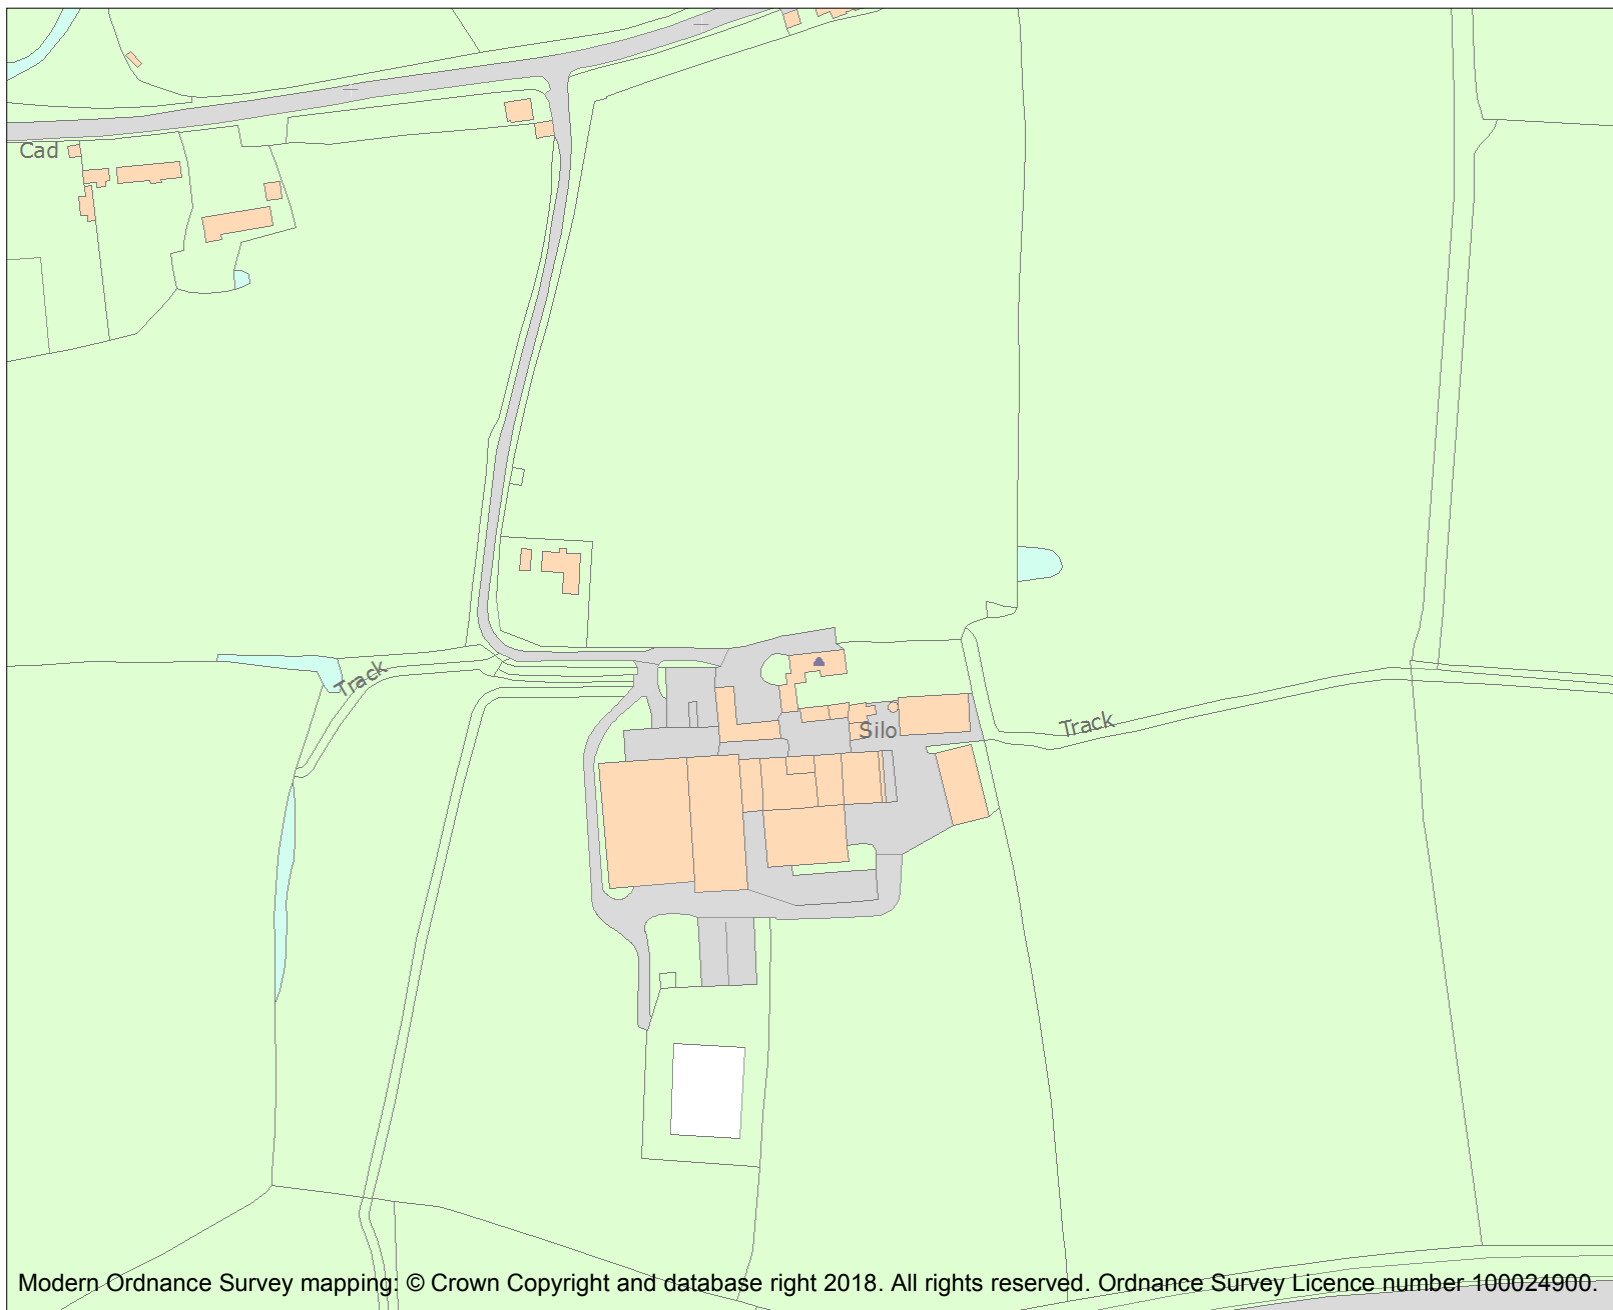 Cad
Track
Silo
Track
Modern Ordnance Survey mapping: © Crown Copyright and database right 2018. All rights reserved. Ordnance Survey Licence number 100024900.